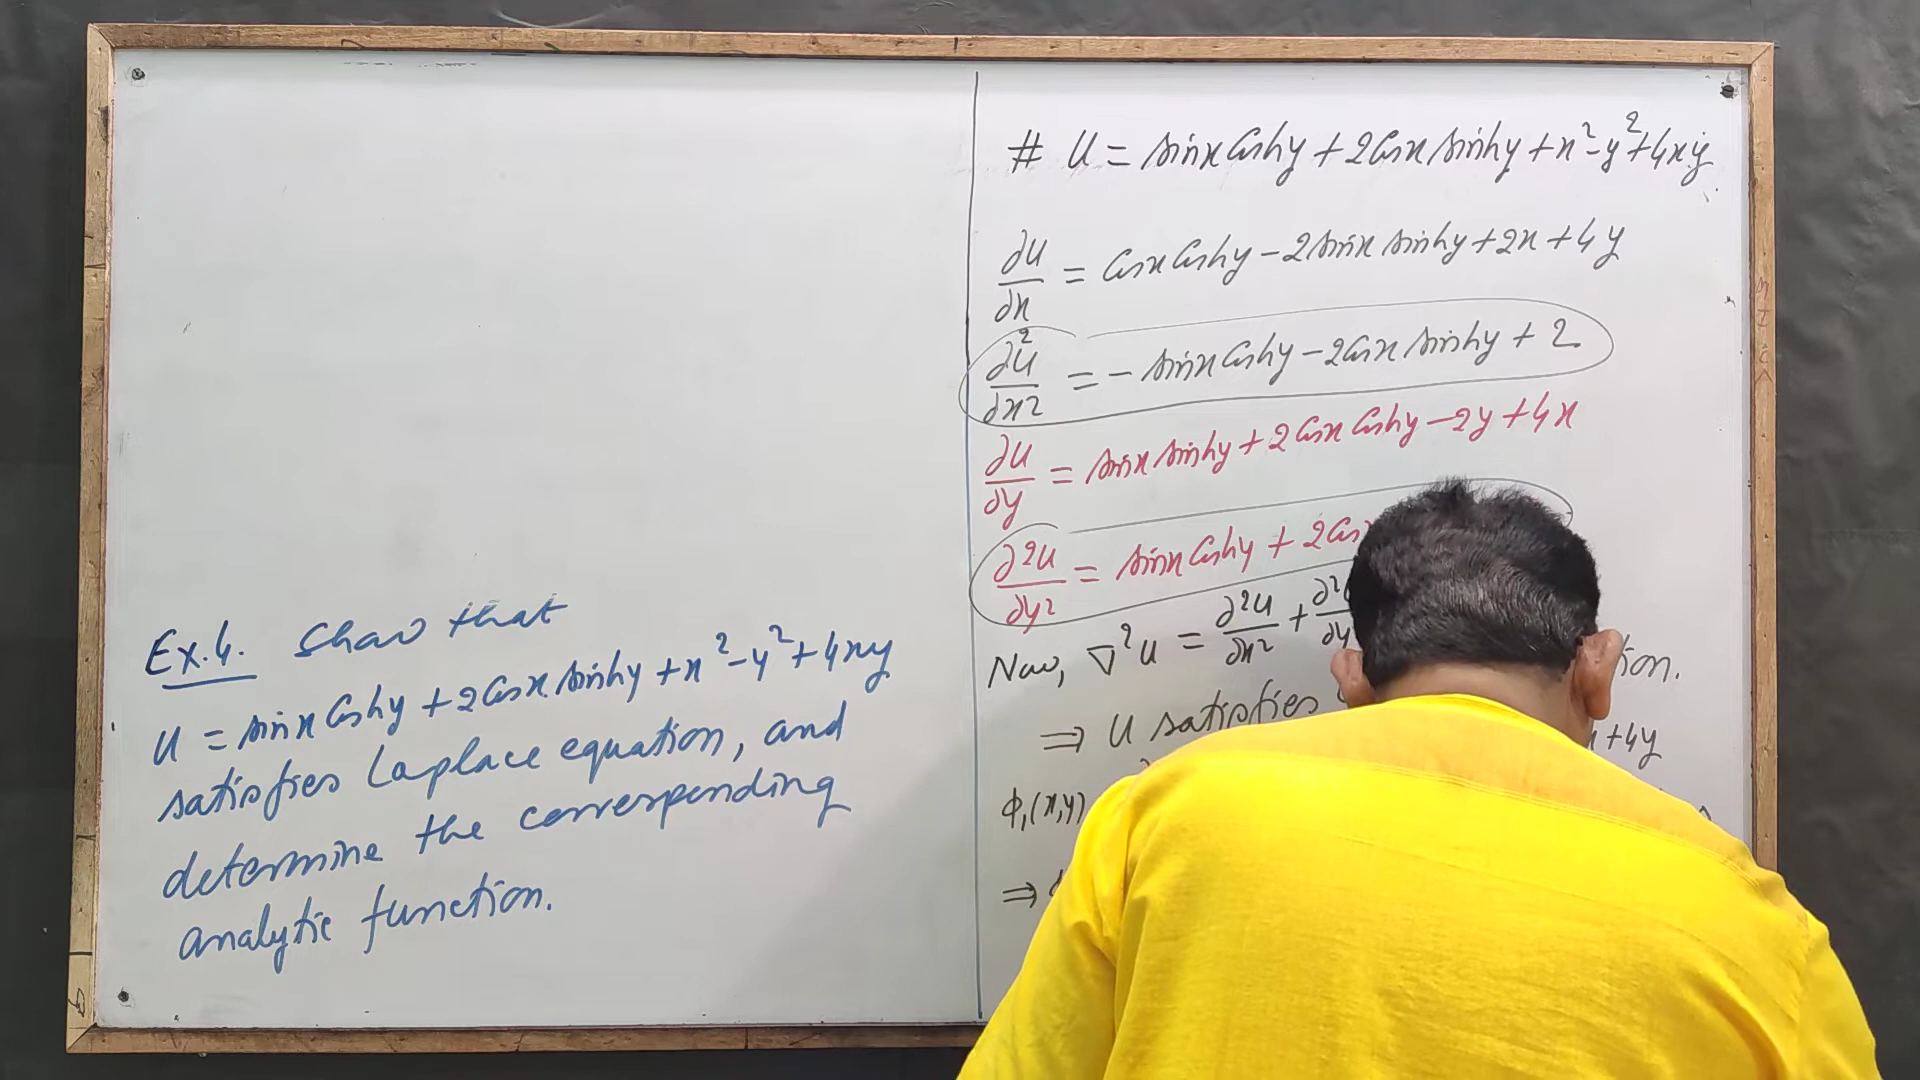 Ex.4. Show that
u = sinx Coshy + 2Cosx sinhy + x² - y² + 4xy
satisfies Laplace equation, and
determine the corresponding
analytic function.
# u = sinx Coshy + 2Cosx sinhy + x² - y² + 4xy
∂u/∂x = Cosx Coshy - 2sinx sinhy + 2x + 4y
∂²u/∂x² = - sinx Coshy - 2Cosx sinhy + 2
∂u/∂y = sinx sinhy + 2Cosx Coshy - 2y + 4x
∂²u/∂y² = sinx Coshy + 2Cos
Now, ∇²u = ∂²u/∂x² + ∂²
⇒ u satisfies tion.
φ₁(x,y) +4y
⇒